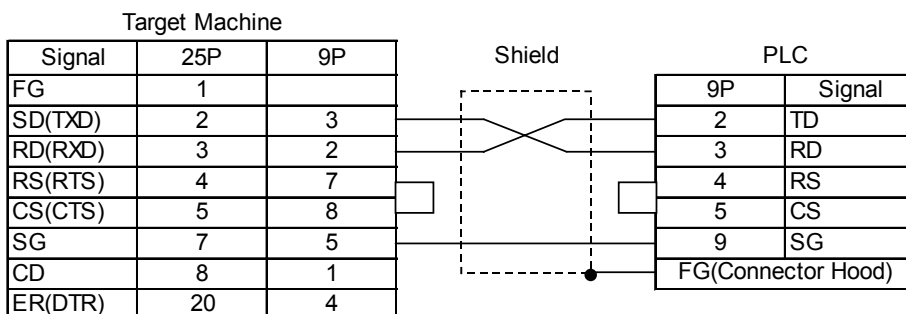 Target Machine
Signal 25P 9P
FG 1
SD(TXD) 2 3
RD(RXD) 3 2
RS(RTS) 4 7
CS(CTS) 5 8
SG 7 5
CD 8 1
ER(DTR) 20 4
Shield
PLC
9P Signal
2 TD
3 RD
4 RS
5 CS
9 SG
FG(Connector Hood)